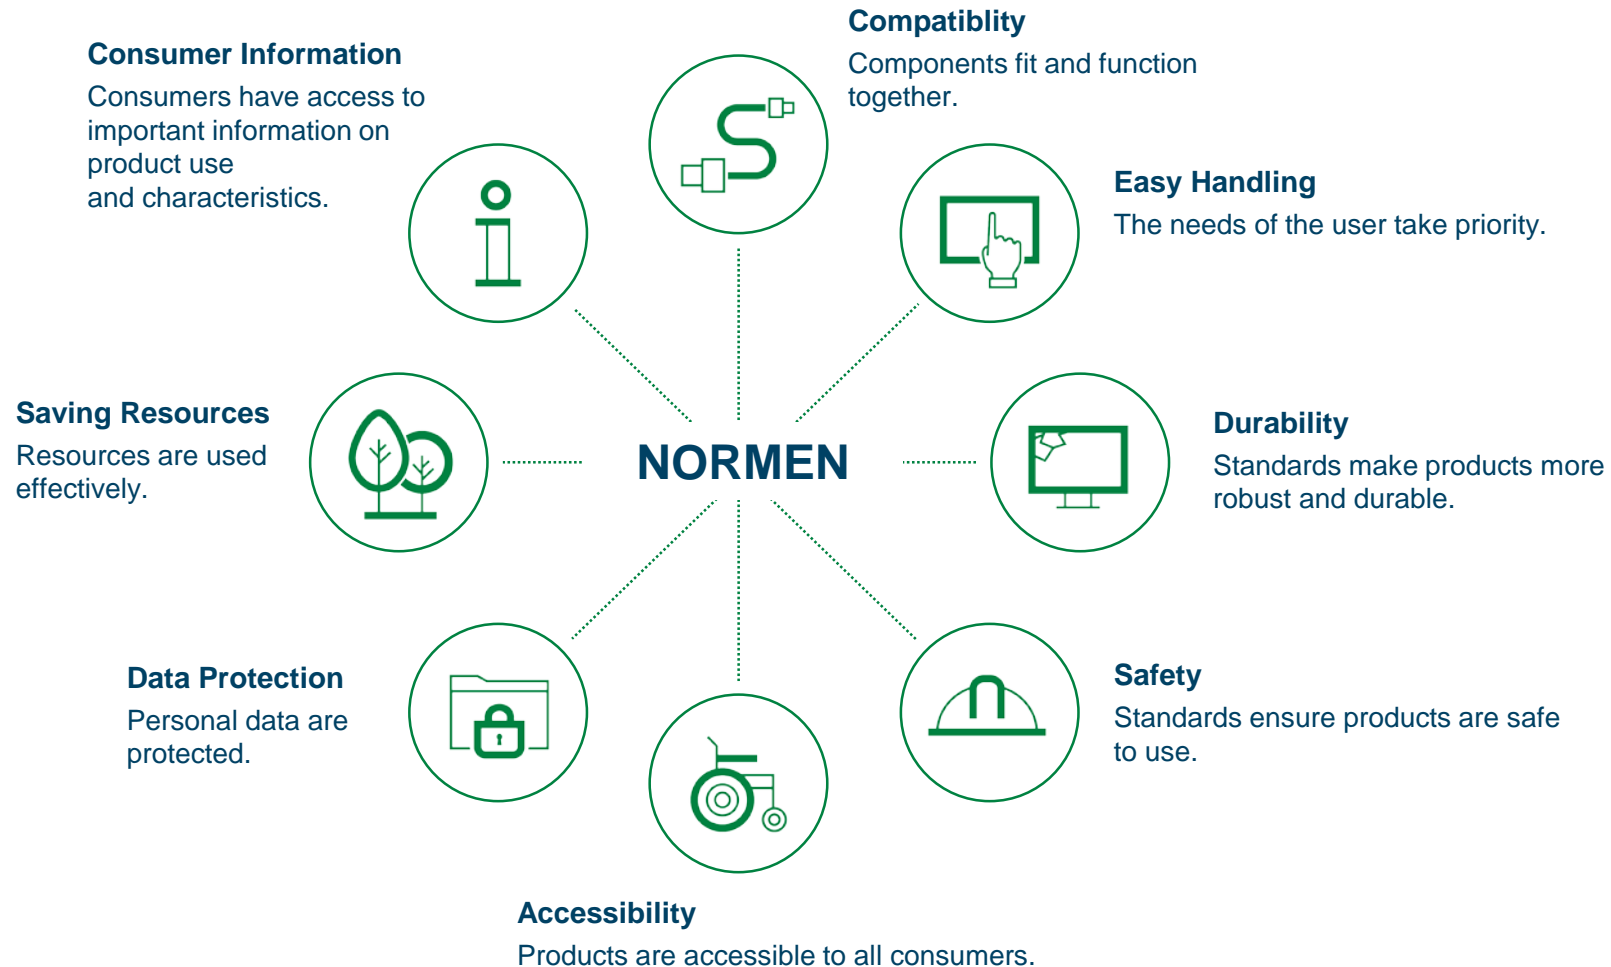 Compatiblity
Components fit and function
together.
Consumer Information
Consumers have access to
important information on
product use
and characteristics.
Easy Handling
The needs of the user take priority.
Saving Resources
Resources are used
effectively.
NORMEN
Durability
Standards make products more
robust and durable.
Data Protection
Personal data are
protected.
Safety
Standards ensure products are safe
to use.
Accessibility
Products are accessible to all consumers.